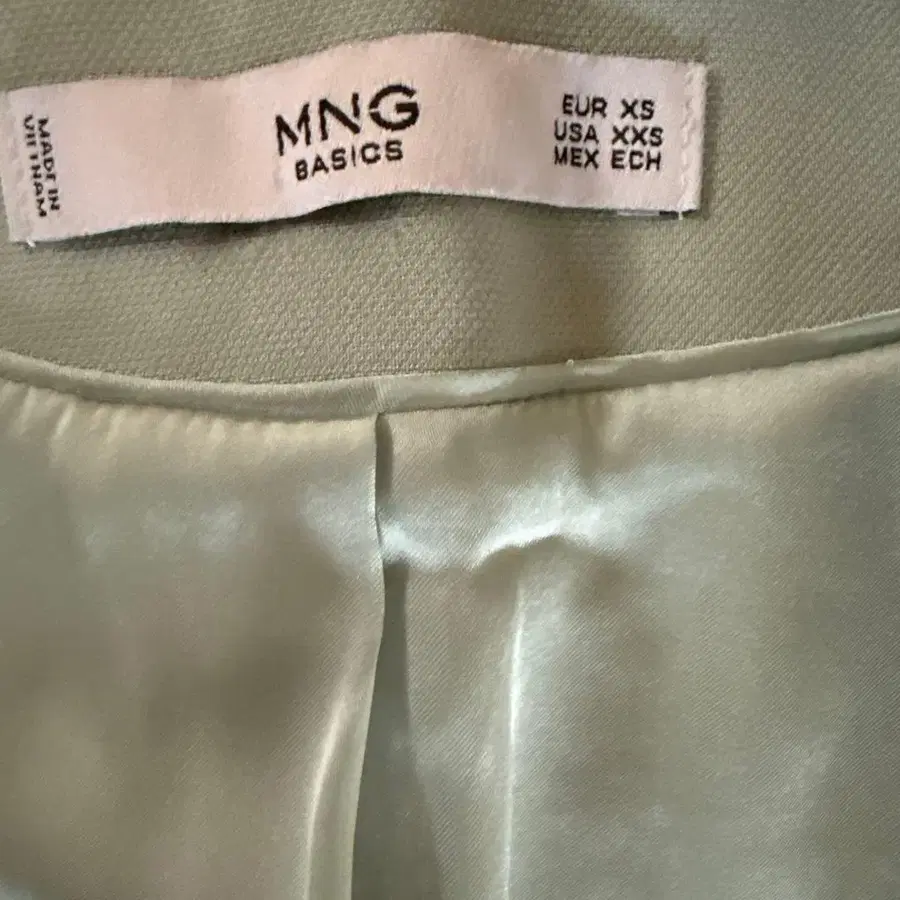 MADE IN
VIETNAM
MNG
BASICS
EUR XS
USA XXS
MEX ECH